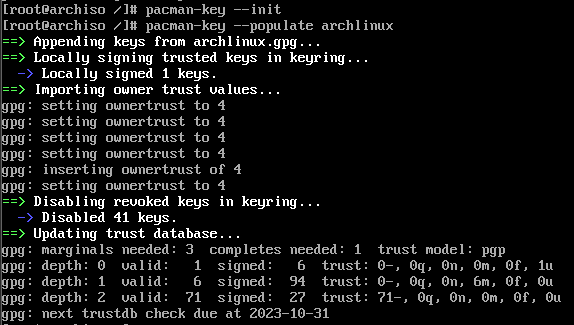 [root@archiso /]# pacman-key --init
[root@archiso /]# pacman-key --populate archlinux
==> Appending keys from archlinux.gpg...
==> Locally signing trusted keys in keyring...
  -> Locally signed 1 keys.
==> Importing owner trust values...
gpg: setting ownertrust to 4
gpg: setting ownertrust to 4
gpg: setting ownertrust to 4
gpg: setting ownertrust to 4
gpg: inserting ownertrust of 4
gpg: setting ownertrust to 4
==> Disabling revoked keys in keyring...
  -> Disabled 41 keys.
==> Updating trust database...
gpg: marginals needed: 3  completes needed: 1  trust model: pgp
gpg: depth: 0  valid:   1  signed:   6  trust: 0-, 0q, 0n, 0m, 0f, 1u
gpg: depth: 1  valid:   6  signed:  94  trust: 0-, 0q, 0n, 6m, 0f, 0u
gpg: depth: 2  valid:  71  signed:  27  trust: 71-, 0q, 0n, 0m, 0f, 0u
gpg: next trustdb check due at 2023-10-31